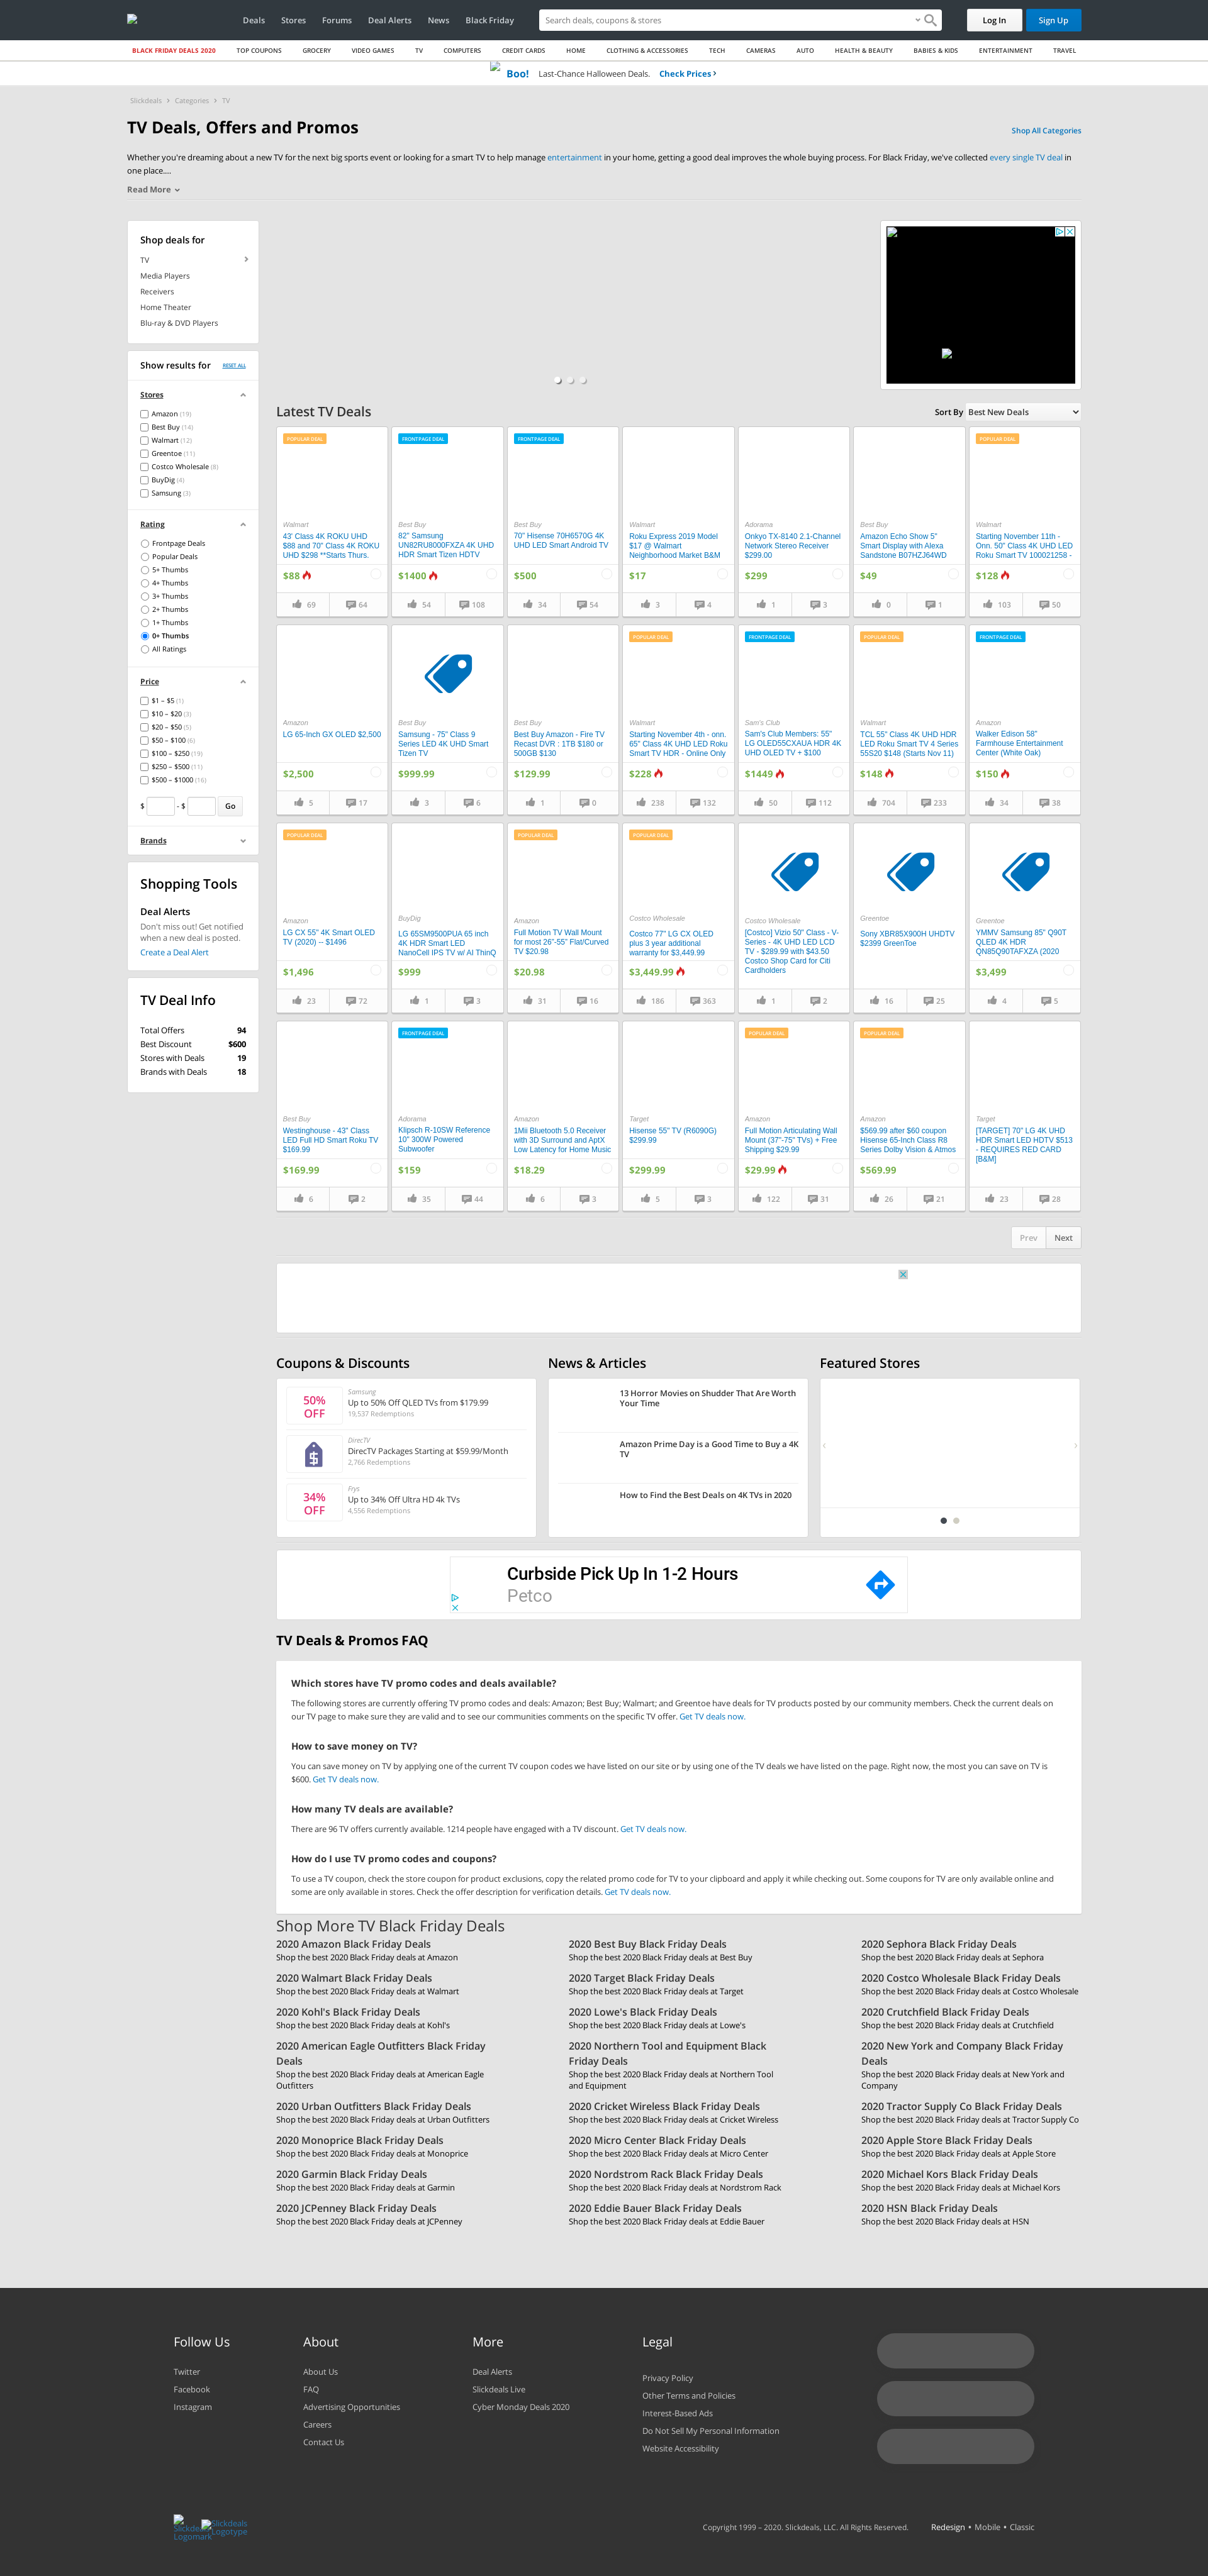 Deals Stores Forums Deal Alerts News Black Friday
Search deals, coupons & stores
Log In
Sign Up
BLACK FRIDAY DEALS 2020 TOP COUPONS GROCERY VIDEO GAMES TV COMPUTERS CREDIT CARDS HOME CLOTHING & ACCESSORIES TECH CAMERAS AUTO HEALTH & BEAUTY BABIES & KIDS ENTERTAINMENT TRAVEL
Boo! Last-Chance Halloween Deals. Check Prices ›
Slickdeals › Categories › TV
TV Deals, Offers and Promos
Shop All Categories
Whether you're dreaming about a new TV for the next big sports event or looking for a smart TV to help manage entertainment in your home, getting a good deal improves the whole buying process. For Black Friday, we've collected every single TV deal in
one place....
Read More
Shop deals for
TV
Media Players
Receivers
Home Theater
Blu-ray & DVD Players
Show results for
RESET ALL
Stores
Amazon (19)
Best Buy (14)
Walmart (12)
Greentoe (11)
Costco Wholesale (8)
BuyDig (4)
Samsung (3)
Rating
Frontpage Deals
Popular Deals
5+ Thumbs
4+ Thumbs
3+ Thumbs
2+ Thumbs
1+ Thumbs
0+ Thumbs
All Ratings
Price
$1 – $5 (1)
$10 – $20 (3)
$20 – $50 (5)
$50 – $100 (6)
$100 – $250 (19)
$250 – $500 (11)
$500 – $1000 (16)
$ - $ Go
Brands
Shopping Tools
Deal Alerts
Don't miss out! Get notified
when a new deal is posted.
Create a Deal Alert
TV Deal Info
Total Offers 94
Best Discount $600
Stores with Deals 19
Brands with Deals 18
Latest TV Deals
Sort By Best New Deals
POPULAR DEAL
Walmart
43' Class 4K ROKU UHD
$88 and 70" Class 4K ROKU
UHD $298 **Starts Thurs.
$88
69 64
FRONTPAGE DEAL
Best Buy
82" Samsung
UN82RU8000FXZA 4K UHD
HDR Smart Tizen HDTV
$1400
54 108
FRONTPAGE DEAL
Best Buy
70" Hisense 70H6570G 4K
UHD LED Smart Android TV
$500
34 54
Walmart
Roku Express 2019 Model
$17 @ Walmart
Neighborhood Market B&M
$17
3 4
Adorama
Onkyo TX-8140 2.1-Channel
Network Stereo Receiver
$299.00
$299
1 3
Best Buy
Amazon Echo Show 5"
Smart Display with Alexa
Sandstone B07HZJ64WD
$49
0 1
POPULAR DEAL
Walmart
Starting November 11th -
Onn. 50" Class 4K UHD LED
Roku Smart TV 100021258 -
$128
103 50
Amazon
LG 65-Inch GX OLED $2,500
$2,500
5 17
Best Buy
Samsung - 75" Class 9
Series LED 4K UHD Smart
Tizen TV
$999.99
3 6
Best Buy
Best Buy Amazon - Fire TV
Recast DVR : 1TB $180 or
500GB $130
$129.99
1 0
POPULAR DEAL
Walmart
Starting November 4th - onn.
65" Class 4K UHD LED Roku
Smart TV HDR - Online Only
$228
238 132
FRONTPAGE DEAL
Sam's Club
Sam's Club Members: 55"
LG OLED55CXAUA HDR 4K
UHD OLED TV + $100
$1449
50 112
POPULAR DEAL
Walmart
TCL 55" Class 4K UHD HDR
LED Roku Smart TV 4 Series
55S20 $148 (Starts Nov 11)
$148
704 233
FRONTPAGE DEAL
Amazon
Walker Edison 58"
Farmhouse Entertainment
Center (White Oak)
$150
34 38
POPULAR DEAL
Amazon
LG CX 55" 4K Smart OLED
TV (2020) -- $1496
$1,496
23 72
BuyDig
LG 65SM9500PUA 65 inch
4K HDR Smart LED
NanoCell IPS TV w/ AI ThinQ
$999
1 3
POPULAR DEAL
Amazon
Full Motion TV Wall Mount
for most 26"-55" Flat/Curved
TV $20.98
$20.98
31 16
POPULAR DEAL
Costco Wholesale
Costco 77" LG CX OLED
plus 3 year additional
warranty for $3,449.99
$3,449.99
186 363
Costco Wholesale
[Costco] Vizio 50" Class - V-
Series - 4K UHD LED LCD
TV - $289.99 with $43.50
Costco Shop Card for Citi
Cardholders
1 2
Greentoe
Sony XBR85X900H UHDTV
$2399 GreenToe
16 25
Greentoe
YMMV Samsung 85" Q90T
QLED 4K HDR
QN85Q90TAFXZA (2020
$3,499
4 5
Best Buy
Westinghouse - 43" Class
LED Full HD Smart Roku TV
$169.99
$169.99
6 2
FRONTPAGE DEAL
Adorama
Klipsch R-10SW Reference
10" 300W Powered
Subwoofer
$159
35 44
Amazon
1Mii Bluetooth 5.0 Receiver
with 3D Surround and AptX
Low Latency for Home Music
$18.29
6 3
Target
Hisense 55" TV (R6090G)
$299.99
$299.99
5 3
POPULAR DEAL
Amazon
Full Motion Articulating Wall
Mount (37"-75" TVs) + Free
Shipping $29.99
$29.99
122 31
POPULAR DEAL
Amazon
$569.99 after $60 coupon
Hisense 65-Inch Class R8
Series Dolby Vision & Atmos
$569.99
26 21
Target
[TARGET] 70" LG 4K UHD
HDR Smart LED HDTV $513
- REQUIRES RED CARD
[B&M]
23 28
Prev Next
Coupons & Discounts
50%
OFF
Samsung
Up to 50% Off QLED TVs from $179.99
19,537 Redemptions
DirecTV
DirecTV Packages Starting at $59.99/Month
2,766 Redemptions
34%
OFF
Frys
Up to 34% Off Ultra HD 4k TVs
4,556 Redemptions
News & Articles
13 Horror Movies on Shudder That Are Worth
Your Time
Amazon Prime Day is a Good Time to Buy a 4K
TV
How to Find the Best Deals on 4K TVs in 2020
Featured Stores
Curbside Pick Up In 1-2 Hours
Petco
TV Deals & Promos FAQ
Which stores have TV promo codes and deals available?
The following stores are currently offering TV promo codes and deals: Amazon; Best Buy; Walmart; and Greentoe have deals for TV products posted by our community members. Check the current deals on
our TV page to make sure they are valid and to see our communities comments on the specific TV offer. Get TV deals now.
How to save money on TV?
You can save money on TV by applying one of the current TV coupon codes we have listed on our site or by using one of the TV deals we have listed on the page. Right now, the most you can save on TV is
$600. Get TV deals now.
How many TV deals are available?
There are 96 TV offers currently available. 1214 people have engaged with a TV discount. Get TV deals now.
How do I use TV promo codes and coupons?
To use a TV coupon, check the store coupon for product exclusions, copy the related promo code for TV to your clipboard and apply it while checking out. Some coupons for TV are only available online and
some are only available in stores. Check the offer description for verification details. Get TV deals now.
Shop More TV Black Friday Deals
2020 Amazon Black Friday Deals
Shop the best 2020 Black Friday deals at Amazon
2020 Best Buy Black Friday Deals
Shop the best 2020 Black Friday deals at Best Buy
2020 Sephora Black Friday Deals
Shop the best 2020 Black Friday deals at Sephora
2020 Walmart Black Friday Deals
Shop the best 2020 Black Friday deals at Walmart
2020 Target Black Friday Deals
Shop the best 2020 Black Friday deals at Target
2020 Costco Wholesale Black Friday Deals
Shop the best 2020 Black Friday deals at Costco Wholesale
2020 Kohl's Black Friday Deals
Shop the best 2020 Black Friday deals at Kohl's
2020 Lowe's Black Friday Deals
Shop the best 2020 Black Friday deals at Lowe's
2020 Crutchfield Black Friday Deals
Shop the best 2020 Black Friday deals at Crutchfield
2020 American Eagle Outfitters Black Friday
Deals
Shop the best 2020 Black Friday deals at American Eagle
Outfitters
2020 Northern Tool and Equipment Black
Friday Deals
Shop the best 2020 Black Friday deals at Northern Tool
and Equipment
2020 New York and Company Black Friday
Deals
Shop the best 2020 Black Friday deals at New York and
Company
2020 Urban Outfitters Black Friday Deals
Shop the best 2020 Black Friday deals at Urban Outfitters
2020 Cricket Wireless Black Friday Deals
Shop the best 2020 Black Friday deals at Cricket Wireless
2020 Tractor Supply Co Black Friday Deals
Shop the best 2020 Black Friday deals at Tractor Supply Co
2020 Monoprice Black Friday Deals
Shop the best 2020 Black Friday deals at Monoprice
2020 Micro Center Black Friday Deals
Shop the best 2020 Black Friday deals at Micro Center
2020 Apple Store Black Friday Deals
Shop the best 2020 Black Friday deals at Apple Store
2020 Garmin Black Friday Deals
Shop the best 2020 Black Friday deals at Garmin
2020 Nordstrom Rack Black Friday Deals
Shop the best 2020 Black Friday deals at Nordstrom Rack
2020 Michael Kors Black Friday Deals
Shop the best 2020 Black Friday deals at Michael Kors
2020 JCPenney Black Friday Deals
Shop the best 2020 Black Friday deals at JCPenney
2020 Eddie Bauer Black Friday Deals
Shop the best 2020 Black Friday deals at Eddie Bauer
2020 HSN Black Friday Deals
Shop the best 2020 Black Friday deals at HSN
Follow Us
Twitter
Facebook
Instagram
About
About Us
FAQ
Advertising Opportunities
Careers
Contact Us
More
Deal Alerts
Slickdeals Live
Cyber Monday Deals 2020
Legal
Privacy Policy
Other Terms and Policies
Interest-Based Ads
Do Not Sell My Personal Information
Website Accessibility
Slickdeals
Logomark
Slickdeals
Logotype
Copyright 1999 – 2020. Slickdeals, LLC. All Rights Reserved.
Redesign • Mobile • Classic